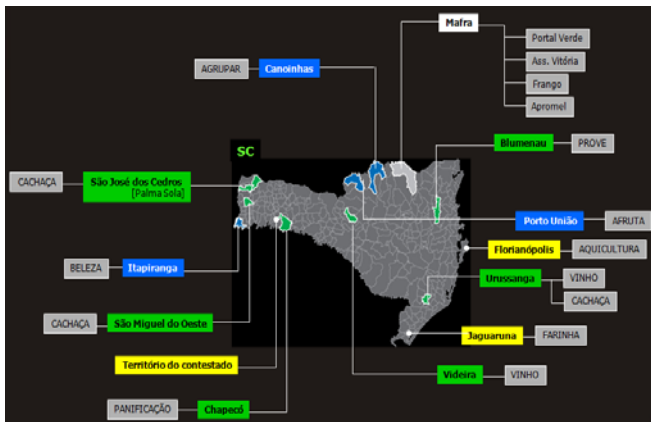 Mafra
Portal Verde
Ass. Vitória
Frango
Apromel
AGRUPAR
Canoinhas
Blumenau
PROVE
SC
CACHAÇA
São José dos Cedros
[Palma Sola]
Porto União
AFRUTA
Florianópolis
AQUICULTURA
BELEZA
Itapiranga
Urussanga
VINHO
CACHAÇA
CACHAÇA
São Miguel do Oeste
Jaguaruna
FARINHA
Território do contestado
Videira
VINHO
PANIFICAÇÃO
Chapecó